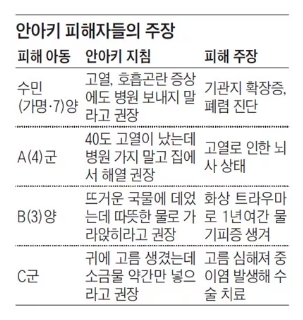 안아키 피해자들의 주장
피해 아동 안아키 지침 피해 주장
수민
(가명·7)양
고열, 호흡곤란 증상
에도 병원 보내지 말
라고 권장
기관지 확장증,
폐렴 진단
A(4)군
40도 고열이 났는데
병원 가지 말고 집에
서 해열 권장
고열로 인한 뇌
사 상태
B(3)양
뜨거운 국물에 데었
는데 따뜻한 물로 가
라앉히라고 권장
화상 트라우마
로 1년여간 물
기피증 생겨
C군
귀에 고름 생겼는데
소금물 약간만 넣으
라고 권장
고름 심해져 중
이염 발생해 수
술 치료